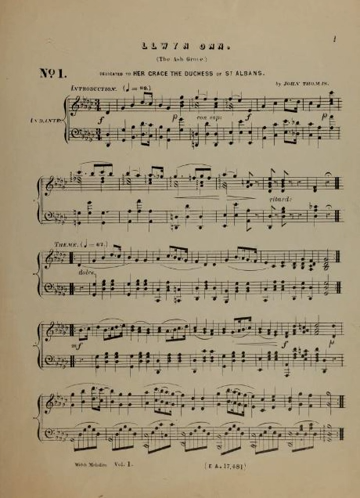 1
LLWYN ONN.
(The Ash Grove)
No 1.
DEDICATED TO HER GRACE THE DUCHESS OF St ALBANS.
by JOHN THOMAS.
INTRODUCTION.
ANDANTE
f
p
con espr:
f
p
ritard:
THEME.
dolce,
mf
f
p
Welsh Melodies Vol: 1.